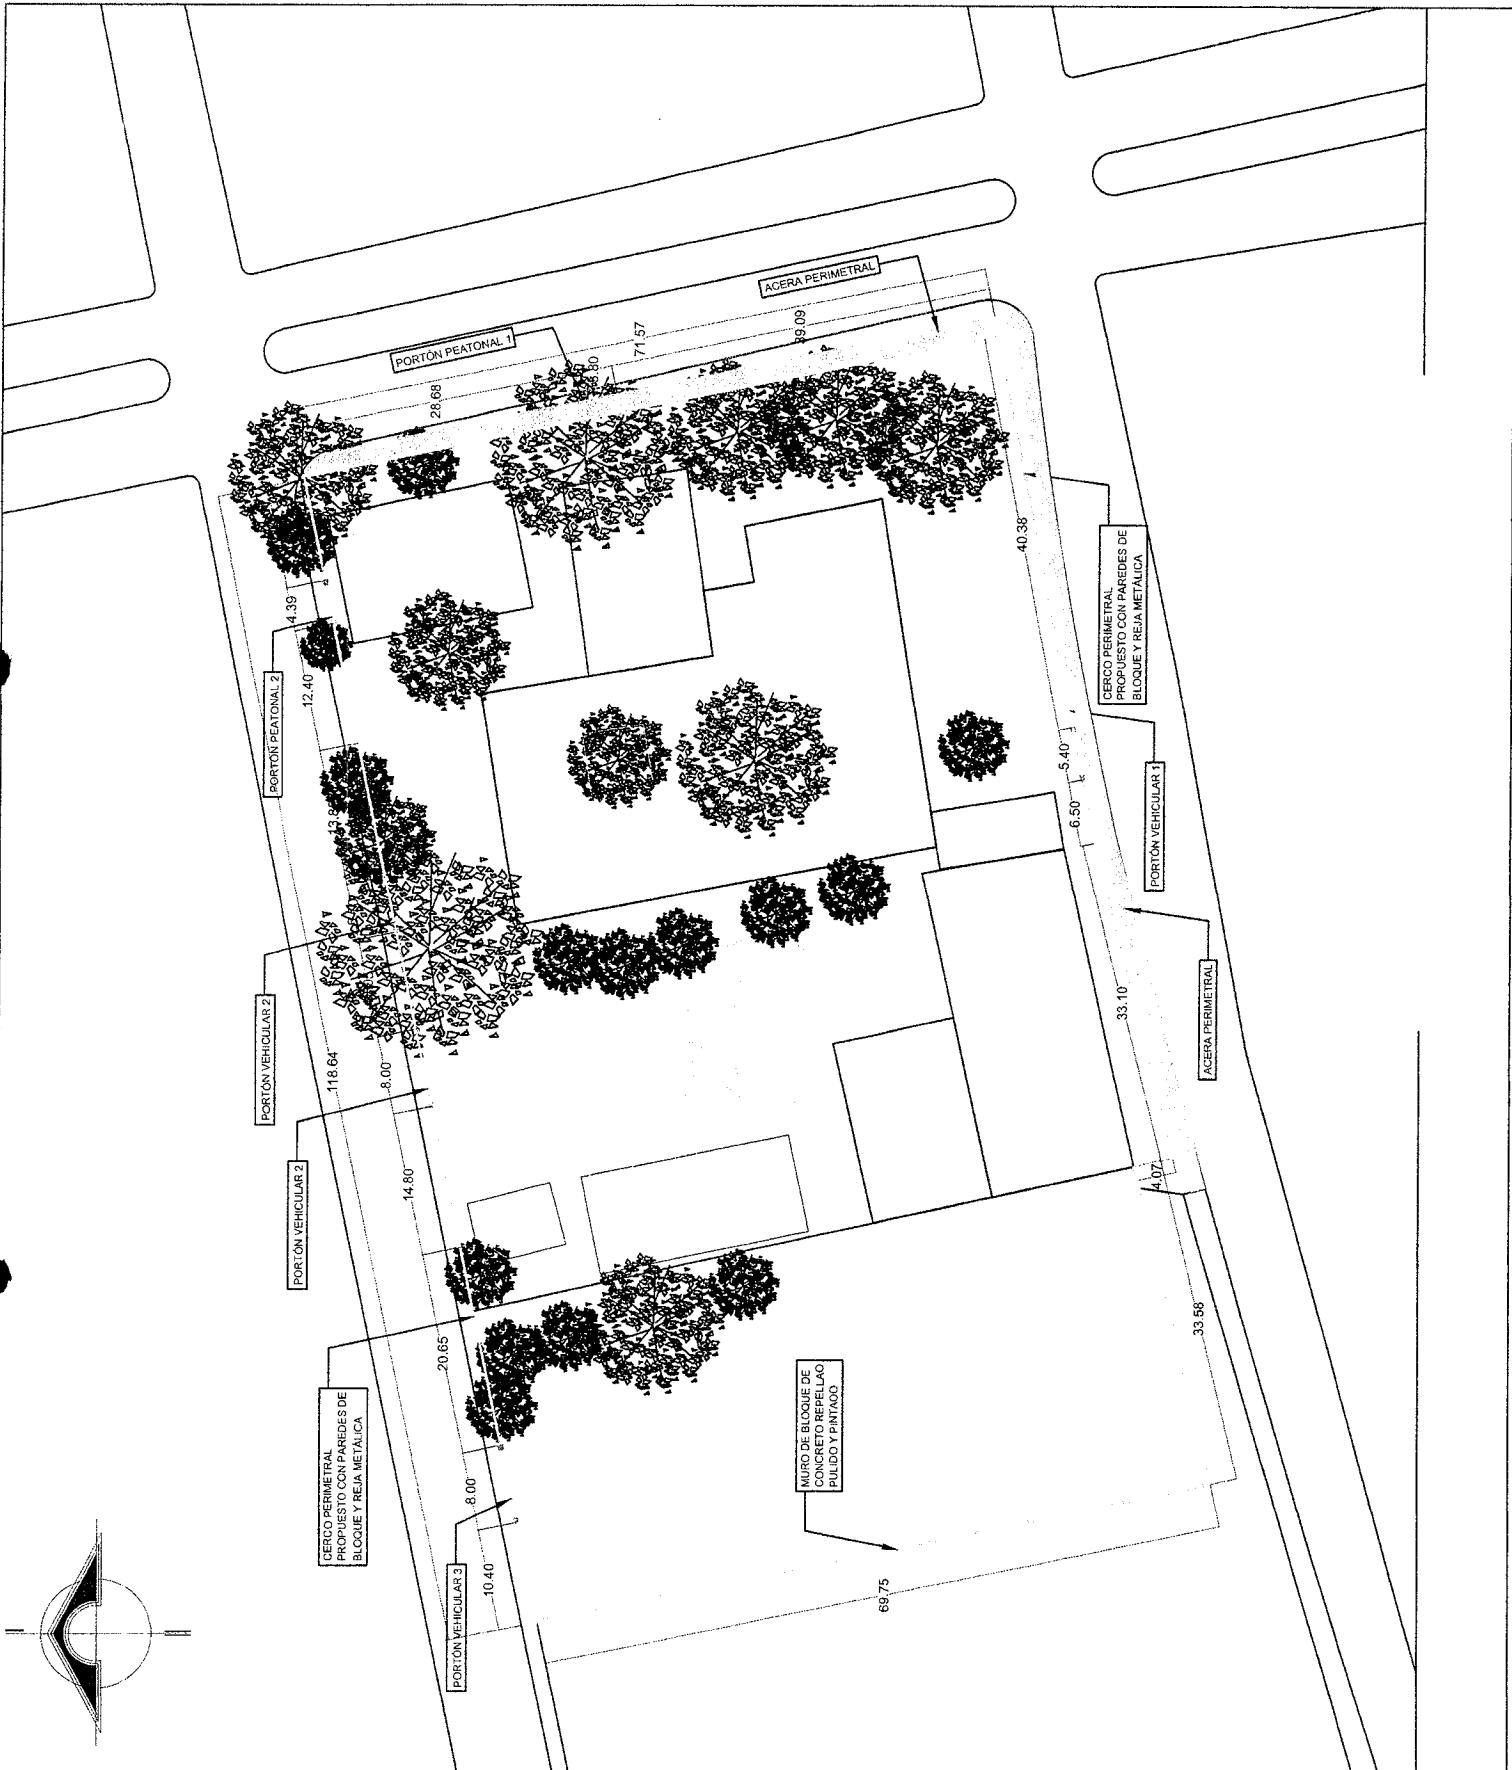 ACERA PERIMETRAL
PORTÓN PEATONAL 1
71.57
39.09
3.80
28.68
40.38
4.39
CERCO PERIMETRAL
PROPUESTO CON PAREDES DE
BLOQUE Y REJA METÁLICA
PORTÓN PEATONAL 2
12.40
5.40
6.50
PORTÓN VEHICULAR 1
PORTÓN VEHICULAR 2
118.64
8.00
33.10
ACERA PERIMETRAL
PORTÓN VEHICULAR 2
14.80
4.07
20.65
33.58
CERCO PERIMETRAL
PROPUESTO CON PAREDES DE
BLOQUE Y REJA METÁLICA
MURO DE BLOQUE DE
CONCRETO REPELLAO,
PULIDO Y PINTADO
8.00
PORTÓN VEHICULAR 3
10.40
69.75